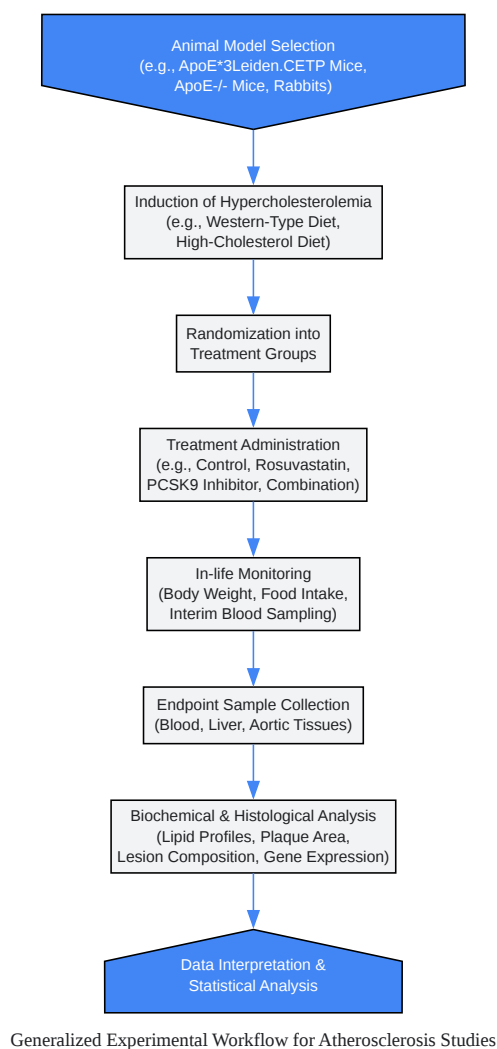 Animal Model Selection
(e.g., ApoE*3Leiden.CETP Mice,
ApoE-/- Mice, Rabbits)
Induction of Hypercholesterolemia
(e.g., Western-Type Diet,
High-Cholesterol Diet)
Randomization into
Treatment Groups
Treatment Administration
(e.g., Control, Rosuvastatin,
PCSK9 Inhibitor, Combination)
In-life Monitoring
(Body Weight, Food Intake,
Interim Blood Sampling)
Endpoint Sample Collection
(Blood, Liver, Aortic Tissues)
Biochemical & Histological Analysis
(Lipid Profiles, Plaque Area,
Lesion Composition, Gene Expression)
Data Interpretation &
Statistical Analysis
Generalized Experimental Workflow for Atherosclerosis Studies